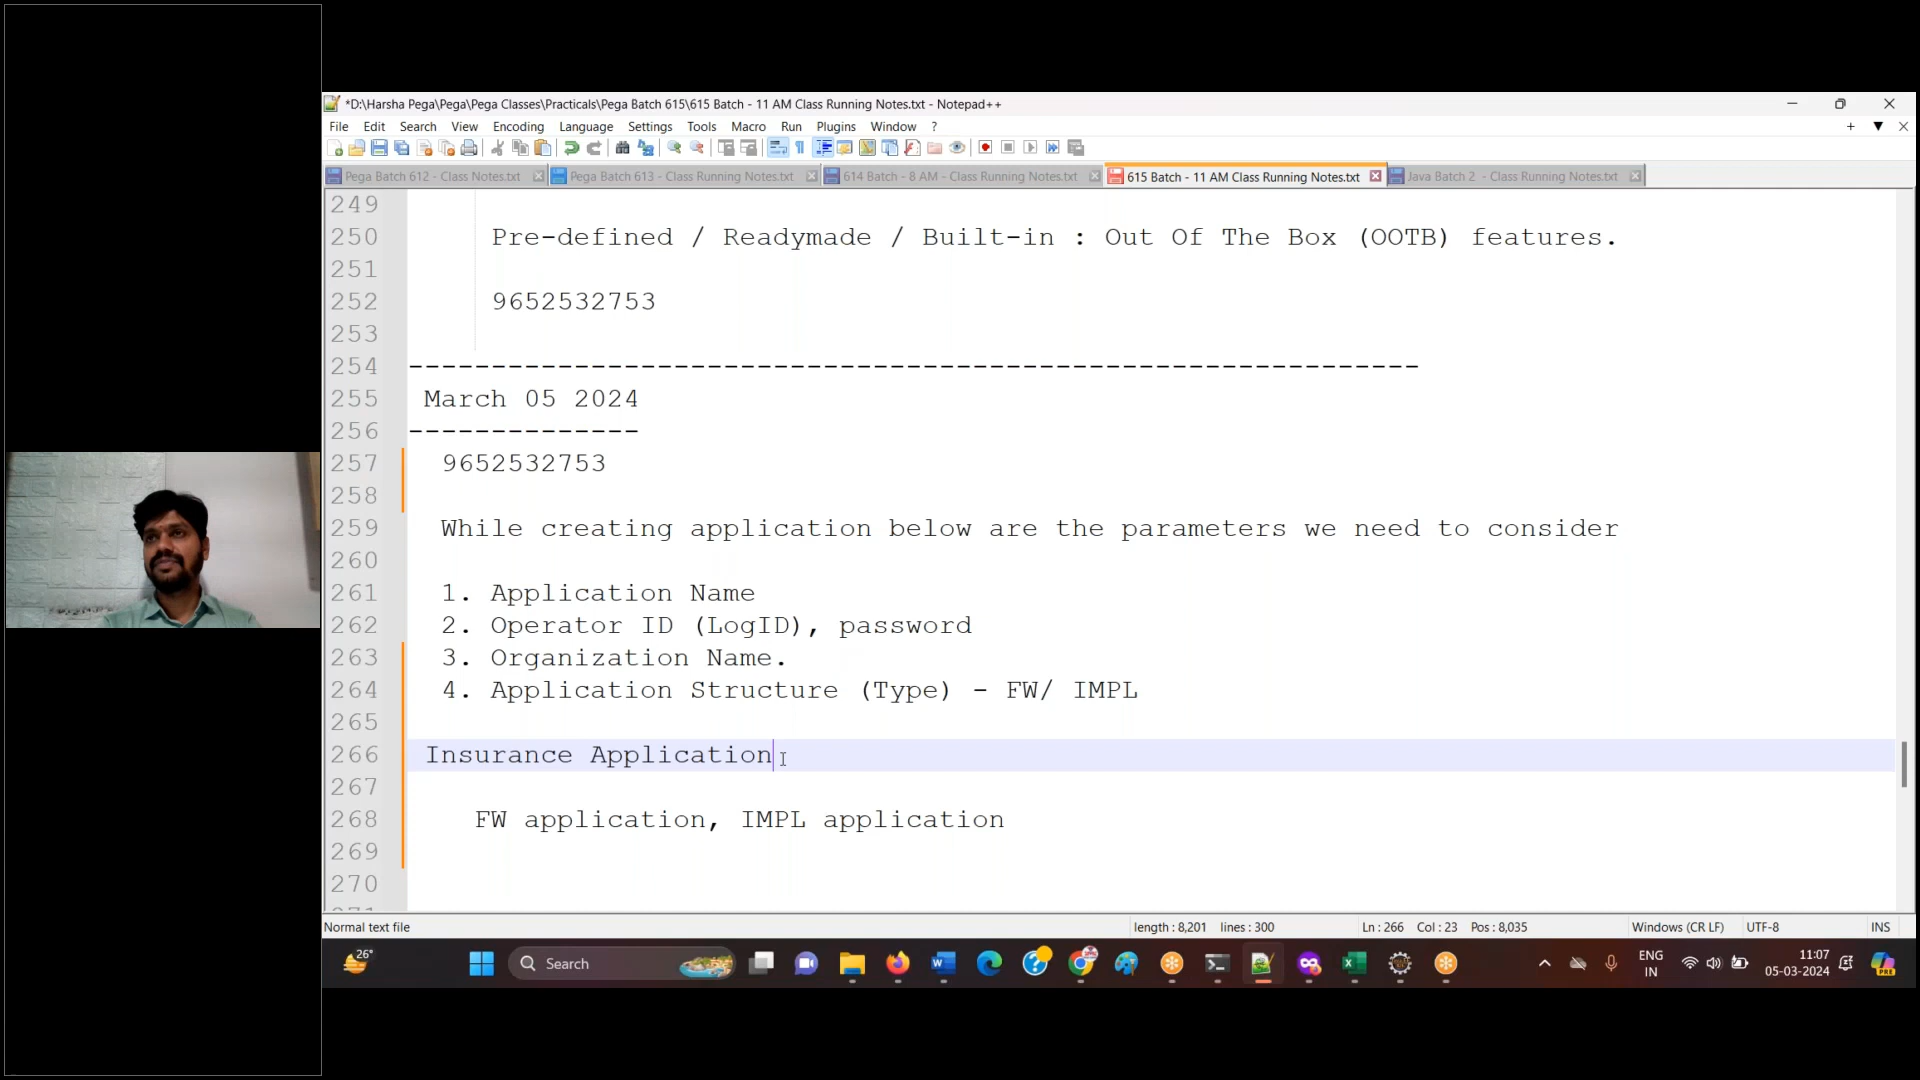 *D:\Harsha Pega\Pega\Pega Classes\Practicals\Pega Batch 615\615 Batch - 11 AM Class Running Notes.txt - Notepad++
File Edit Search View Encoding Language Settings Tools Macro Run Plugins Window ?
Pega Batch 612 - Class Notes.txt Pega Batch 613 - Class Running Notes.txt 614 Batch - 8 AM - Class Running Notes.txt 615 Batch - 11 AM Class Running Notes.txt Java Batch 2 - Class Running Notes.txt
249
250 Pre-defined / Readymade / Built-in : Out Of The Box (OOTB) features.
251
252 9652532753
253
254 --------------------------------------------------------------
255 March 05 2024
256 --------------
257 9652532753
258
259 While creating application below are the parameters we need to consider
260
261 1. Application Name
262 2. Operator ID (LogID), password
263 3. Organization Name.
264 4. Application Structure (Type) - FW/ IMPL
265
266 Insurance Application
267
268 FW application, IMPL application
269
270
Normal text file length : 8,201 lines : 300 Ln : 266 Col : 23 Pos : 8,035 Windows (CR LF) UTF-8 INS
26° Search ENG IN 11:07 05-03-2024